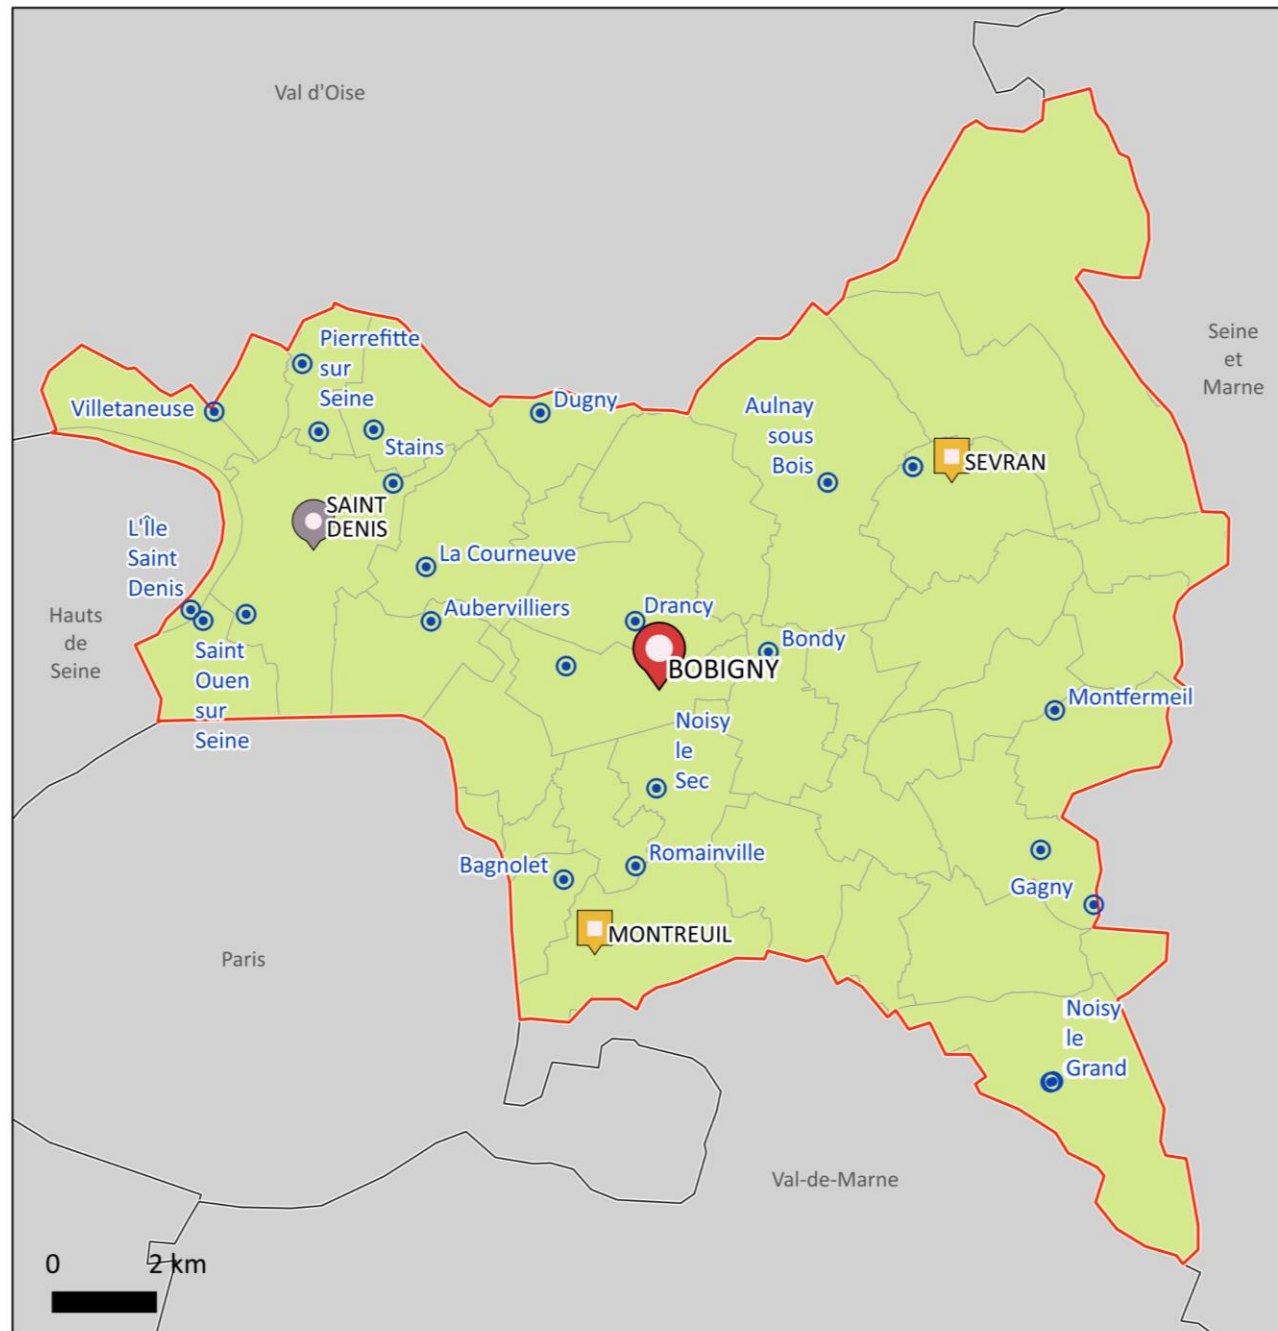 Val d'Oise
Pierrefitte
sur
Seine
Villetaneuse
Stains
Dugny
Aulnay
sous
Bois
SEVRAN
Seine
et
Marne
SAINT
DENIS
L'Île
Saint
Denis
La Courneuve
Aubervilliers
Drancy
Bondy
BOBIGNY
Hauts
de
Seine
Saint
Ouen
sur
Seine
Noisy
le
Sec
Montfermeil
Bagnolet
Romainville
Gagny
MONTREUIL
Paris
Noisy
le
Grand
Val-de-Marne
0 2 km